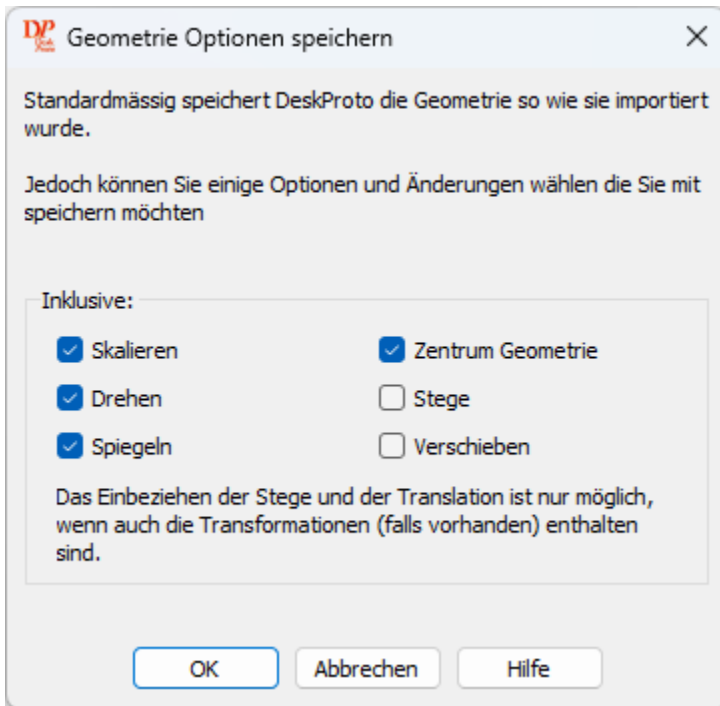 DP
Geometrie Optionen speichern
Standardmässig speichert DeskProto die Geometrie so wie sie importiert
wurde.
Jedoch können Sie einige Optionen und Änderungen wählen die Sie mit
speichern möchten
Inklusive:
Skalieren
Zentrum Geometrie
Drehen
Stege
Spiegeln
Verschieben
Das Einbeziehen der Stege und der Translation ist nur möglich,
wenn auch die Transformationen (falls vorhanden) enthalten
sind.
OK
Abbrechen
Hilfe